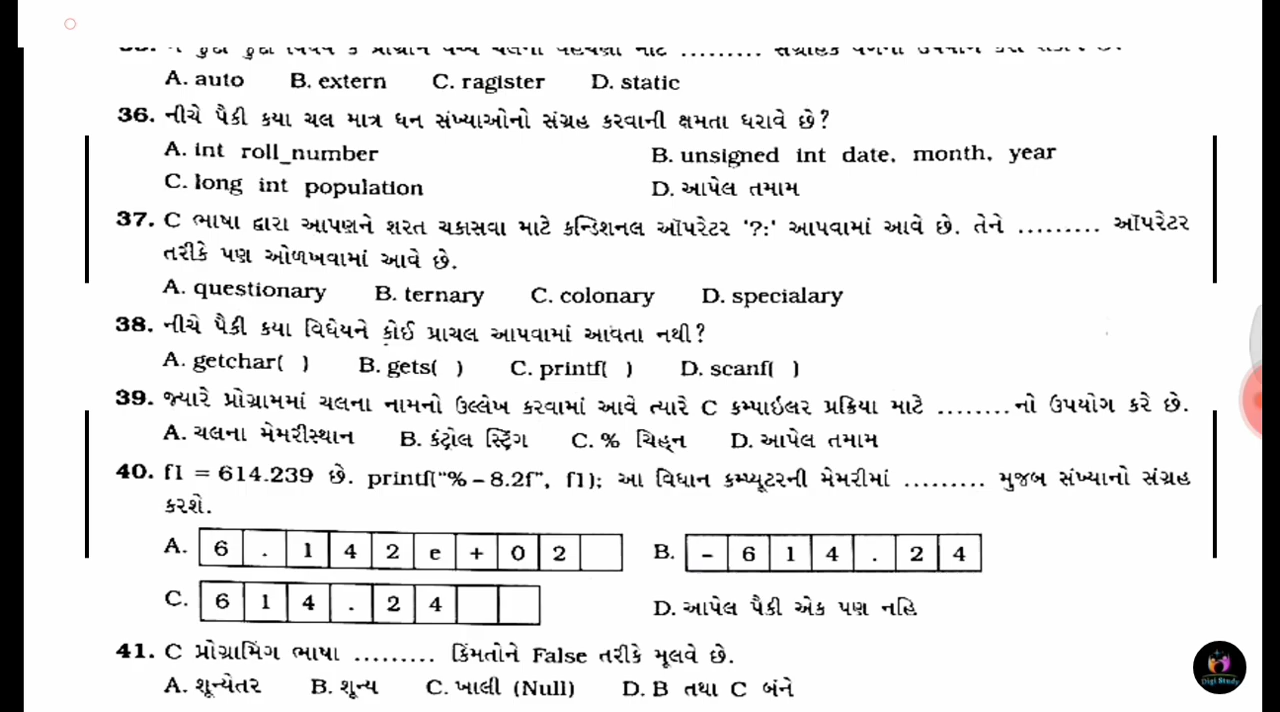 A. auto B. extern C. ragister D. static
36. નીચે પૈકી કયા ચલ માત્ર ધન સંખ્યાઓનો સંગ્રહ કરવાની ક્ષમતા ધરાવે છે?
A. int roll_number B. unsigned int date, month, year
C. long int population D. આપેલ તમામ
37. C ભાષા દ્વારા આપણને શરત ચકાસવા માટે કન્ડિશનલ ઑપરેટર '?:' આપવામાં આવે છે. તેને ......... ઑપરેટર
તરીકે પણ ઓળખવામાં આવે છે.
A. questionary B. ternary C. colonary D. specialary
38. નીચે પૈકી કયા વિધેયને કોઈ પ્રાચલ આપવામાં આવતા નથી?
A. getchar( ) B. gets( ) C. printf( ) D. scanf( )
39. જ્યારે પ્રોગ્રામમાં ચલના નામનો ઉલ્લેખ કરવામાં આવે ત્યારે C કમ્પાઇલર પ્રક્રિયા માટે ........નો ઉપયોગ કરે છે.
A. ચલના મેમરીસ્થાન B. કંટ્રોલ સ્ટ્રિંગ C. % ચિહ્ન D. આપેલ તમામ
40. f1 = 614.239 છે. printf("% – 8.2f", f1); આ વિધાન કમ્પ્યૂટરની મેમરીમાં ......... મુજબ સંખ્યાનો સંગ્રહ
કરશે.
A. 6 . 1 4 2 e + 0 2 B. – 6 1 4 . 2 4
C. 6 1 4 . 2 4 D. આપેલ પૈકી એક પણ નહિ
41. C પ્રોગ્રામિંગ ભાષા ......... કિંમતોને False તરીકે મૂલવે છે.
A. શૂન્યેતર B. શૂન્ય C. ખાલી (Null) D. B તથા C બંને
Digi Study